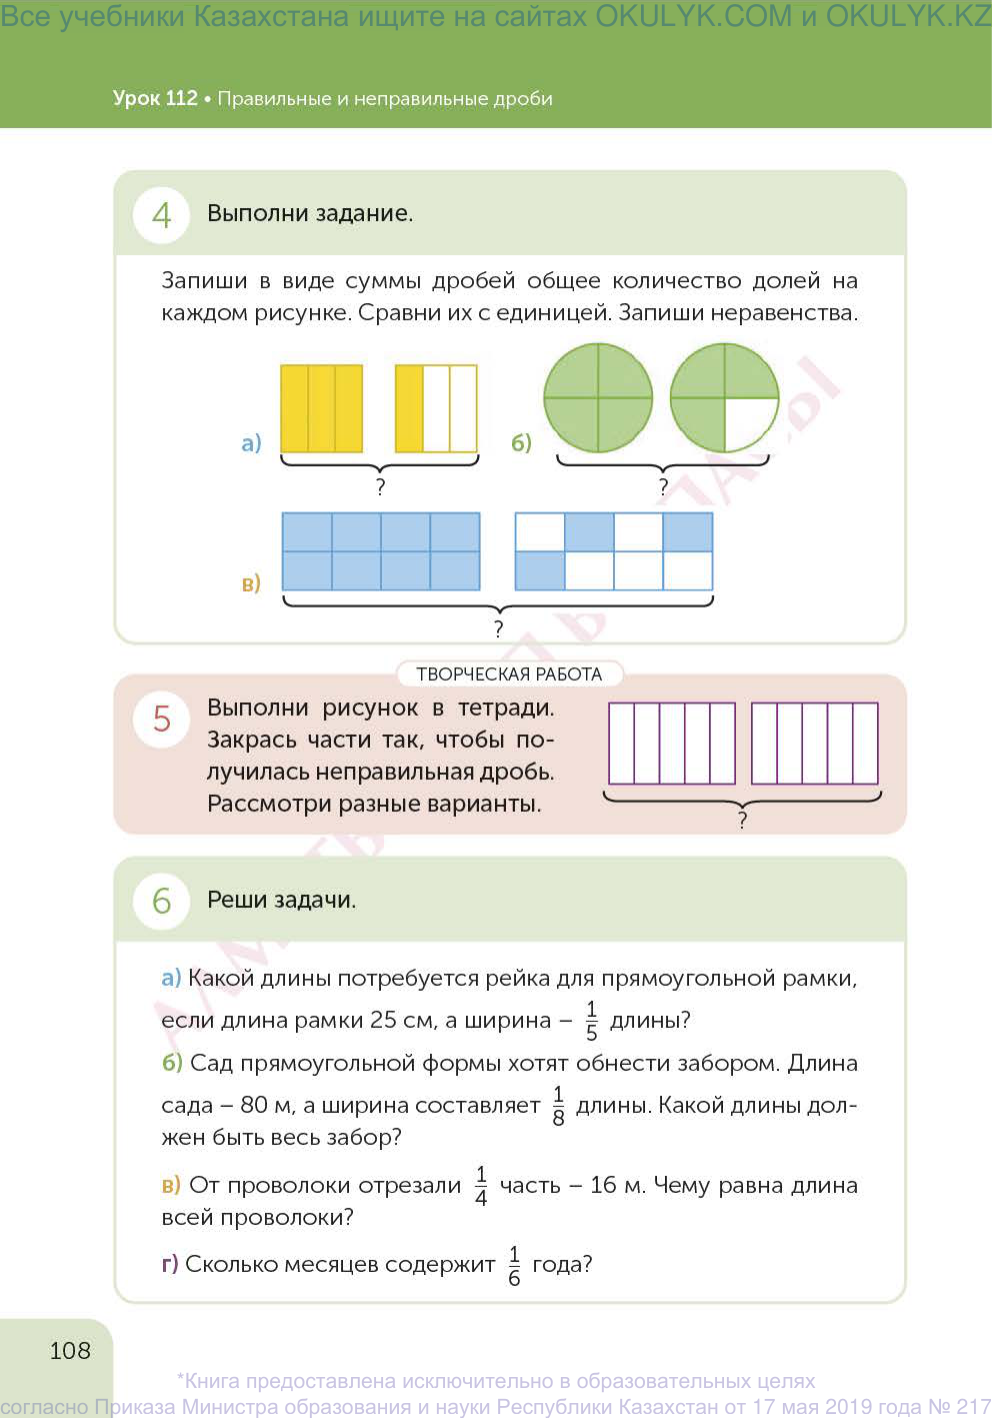 Все учебники Казахстана ищите на сайтах OKULYK.COM и OKULYK.KZ
Урок 112 • Правильные и неправильные дроби
4 Выполни задание.
Запиши в виде суммы дробей общее количество долей на
каждом рисунке. Сравни их с единицей. Запиши неравенства.
а) б)
? ?
в)
?
ТВОРЧЕСКАЯ РАБОТА
5 Выполни рисунок в тетради.
Закрась части так, чтобы по-
лучилась неправильная дробь.
Рассмотри разные варианты.
?
6 Реши задачи.
а) Какой длины потребуется рейка для прямоугольной рамки,
если длина рамки 25 см, а ширина – 1/5 длины?
б) Сад прямоугольной формы хотят обнести забором. Длина
сада – 80 м, а ширина составляет 1/8 длины. Какой длины дол-
жен быть весь забор?
в) От проволоки отрезали 1/4 часть – 16 м. Чему равна длина
всей проволоки?
г) Сколько месяцев содержит 1/6 года?
108
*Книга предоставлена исключительно в образовательных целях
согласно Приказа Министра образования и науки Республики Казахстан от 17 мая 2019 года № 217